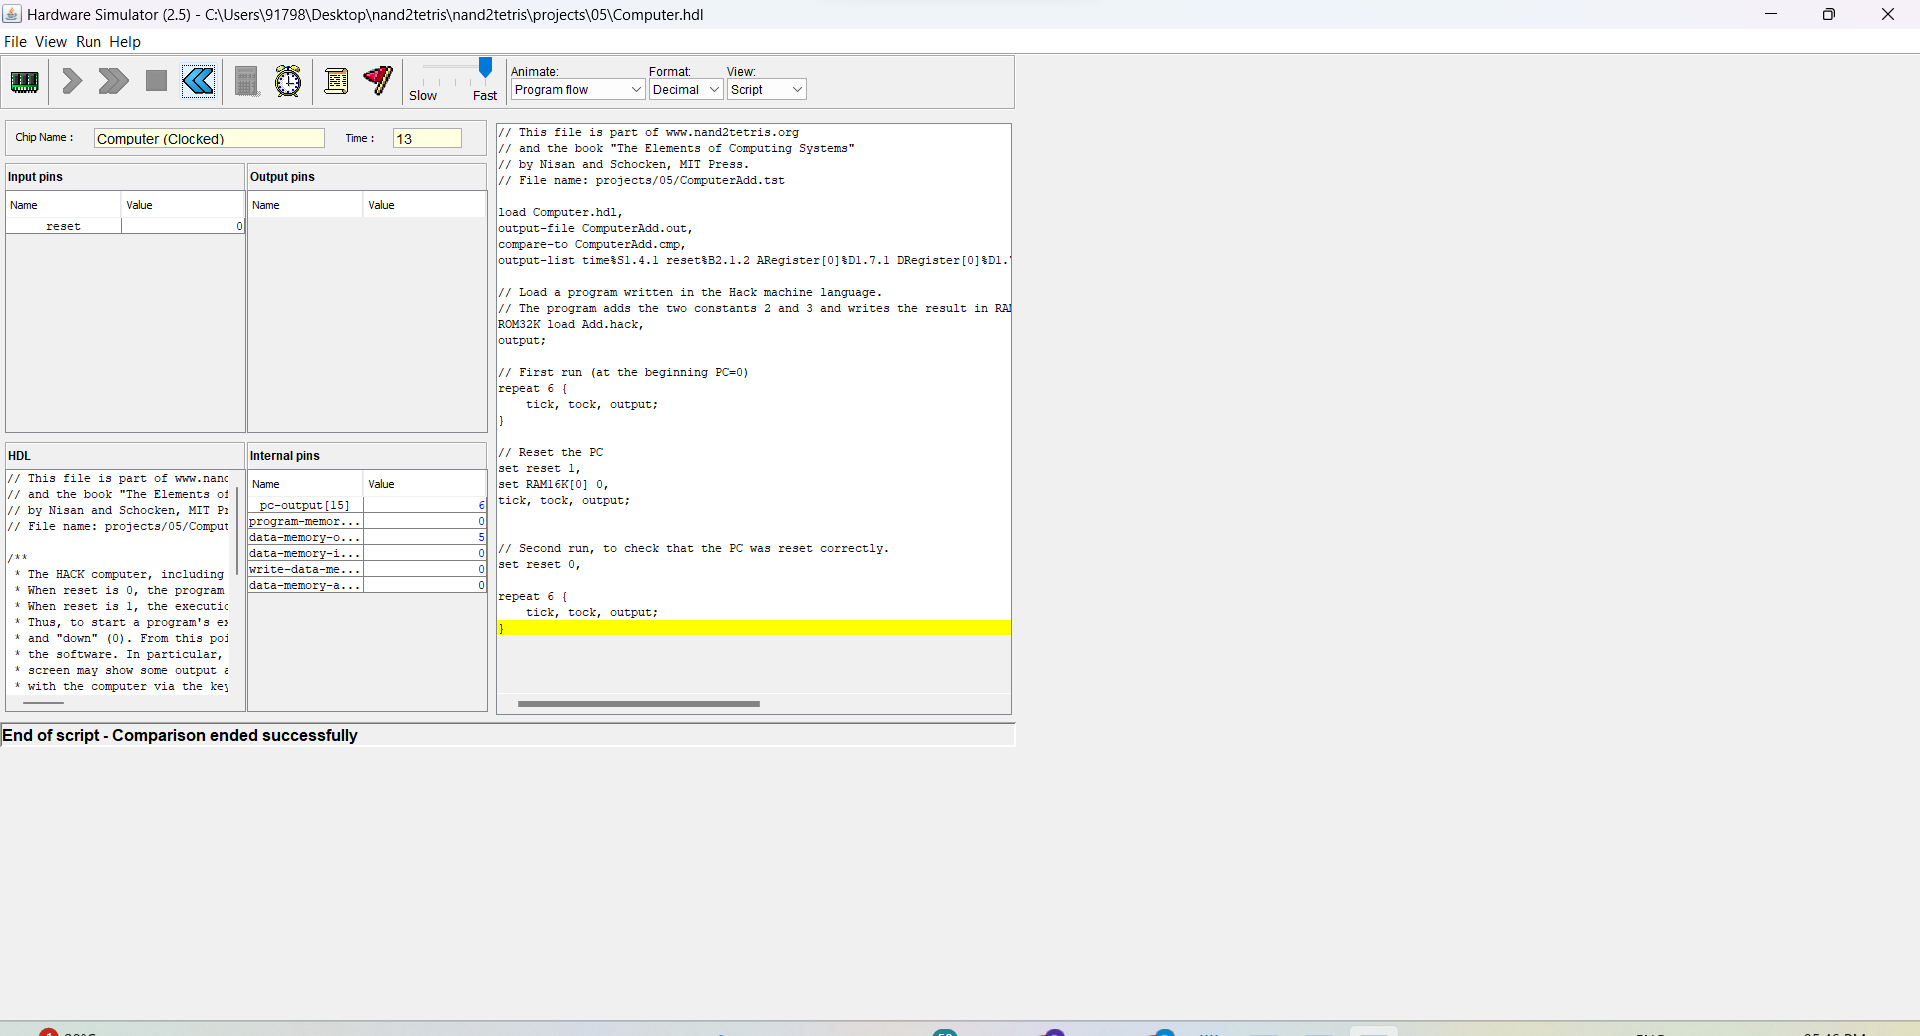 Hardware Simulator (2.5) - C:\Users\91798\Desktop\nand2tetris\nand2tetris\projects\05\Computer.hdl
File View Run Help
Slow Fast
Animate: Format: View:
Program flow Decimal Script
Chip Name : Computer (Clocked) Time : 13
Input pins
Name Value
reset 0
Output pins
Name Value
HDL
// This file is part of www.nand
// and the book "The Elements of
// by Nisan and Schocken, MIT Pr
// File name: projects/05/Comput
/**
* The HACK computer, including
* When reset is 0, the program
* When reset is 1, the executio
* Thus, to start a program's ex
* and "down" (0). From this poi
* the software. In particular,
* screen may show some output a
* with the computer via the key
Internal pins
Name Value
pc-output[15] 6
program-memor... 0
data-memory-o... 5
data-memory-i... 0
write-data-me... 0
data-memory-a... 0
// This file is part of www.nand2tetris.org
// and the book "The Elements of Computing Systems"
// by Nisan and Schocken, MIT Press.
// File name: projects/05/ComputerAdd.tst
load Computer.hdl,
output-file ComputerAdd.out,
compare-to ComputerAdd.cmp,
output-list time%S1.4.1 reset%B2.1.2 ARegister[0]%D1.7.1 DRegister[0]%D1.
// Load a program written in the Hack machine language.
// The program adds the two constants 2 and 3 and writes the result in RA
ROM32K load Add.hack,
output;
// First run (at the beginning PC=0)
repeat 6 {
tick, tock, output;
}
// Reset the PC
set reset 1,
set RAM16K[0] 0,
tick, tock, output;
// Second run, to check that the PC was reset correctly.
set reset 0,
repeat 6 {
tick, tock, output;
}
End of script - Comparison ended successfully